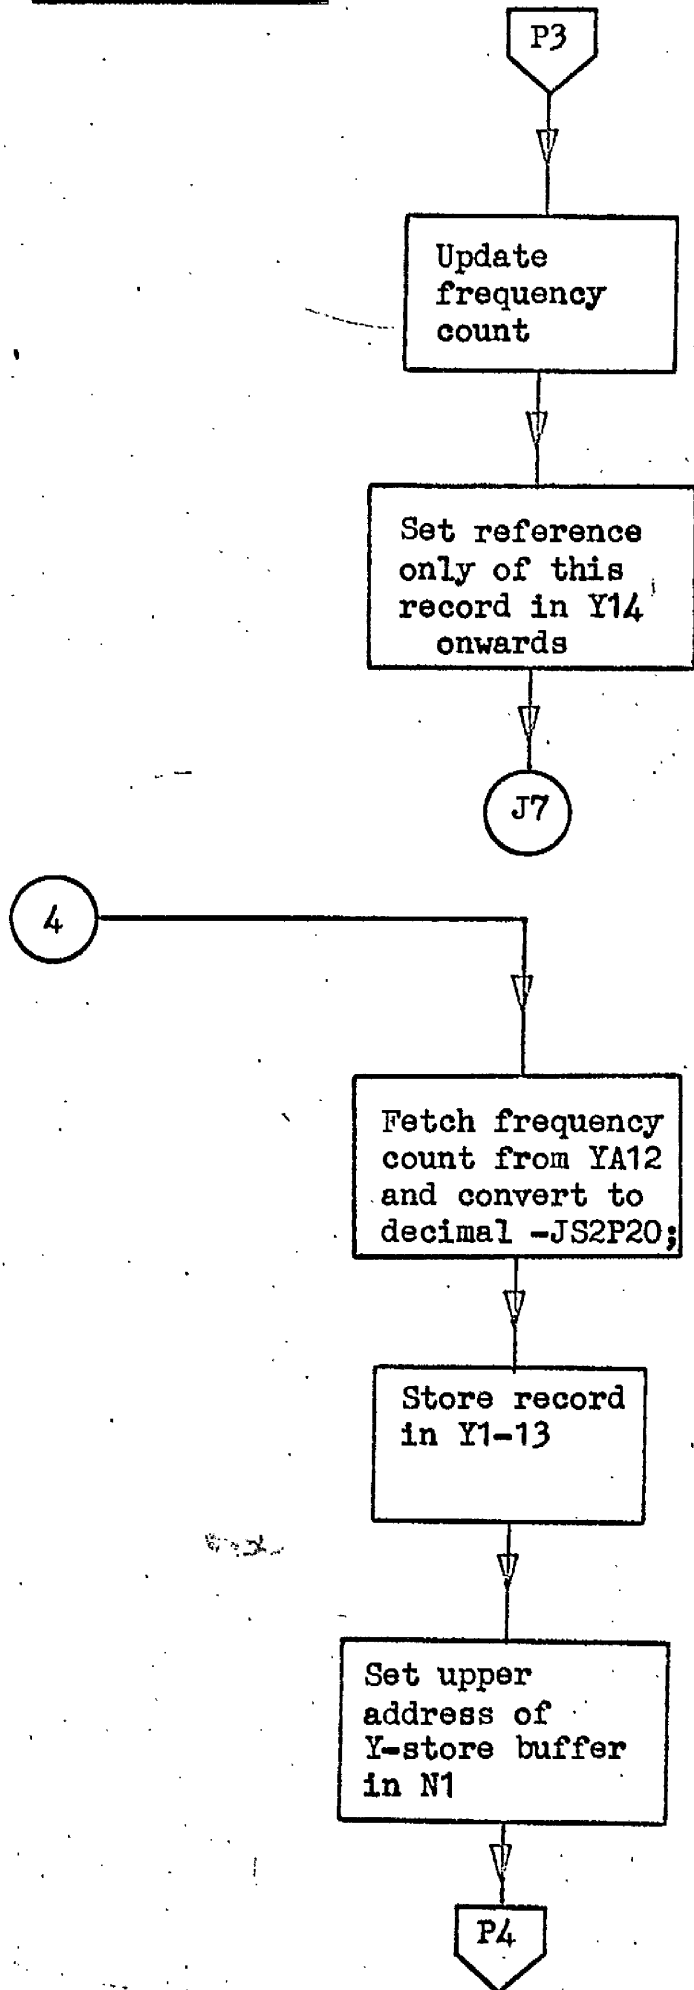 P3
Update
frequency
count
Set reference
only of this
record in Y14
onwards
J7
4
Fetch frequency
count from YA12
and convert to
decimal -JS2P20;
Store record
in Y1-13
Set upper
address of
Y-store buffer
in N1
P4